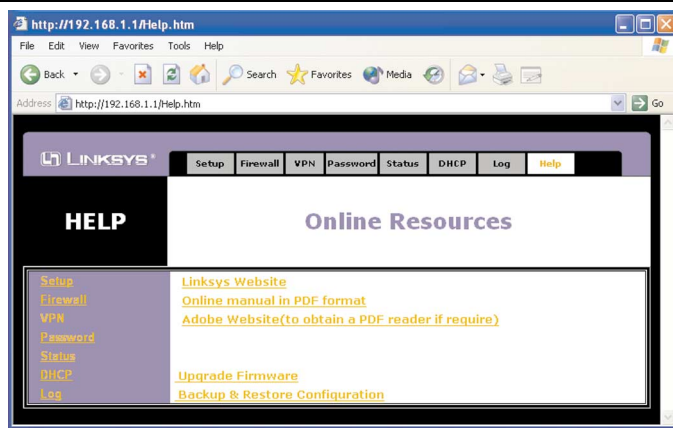 http://192.168.1.1/Help.htm
File Edit View Favorites Tools Help
Back Search Favorites Media
Address http://192.168.1.1/Help.htm Go
LINKSYS® Setup Firewall VPN Password Status DHCP Log Help
HELP Online Resources
Setup Linksys Website
Firewall Online manual in PDF format
VPN Adobe Website(to obtain a PDF reader if require)
Password
Status
DHCP Upgrade Firmware
Log Backup & Restore Configuration